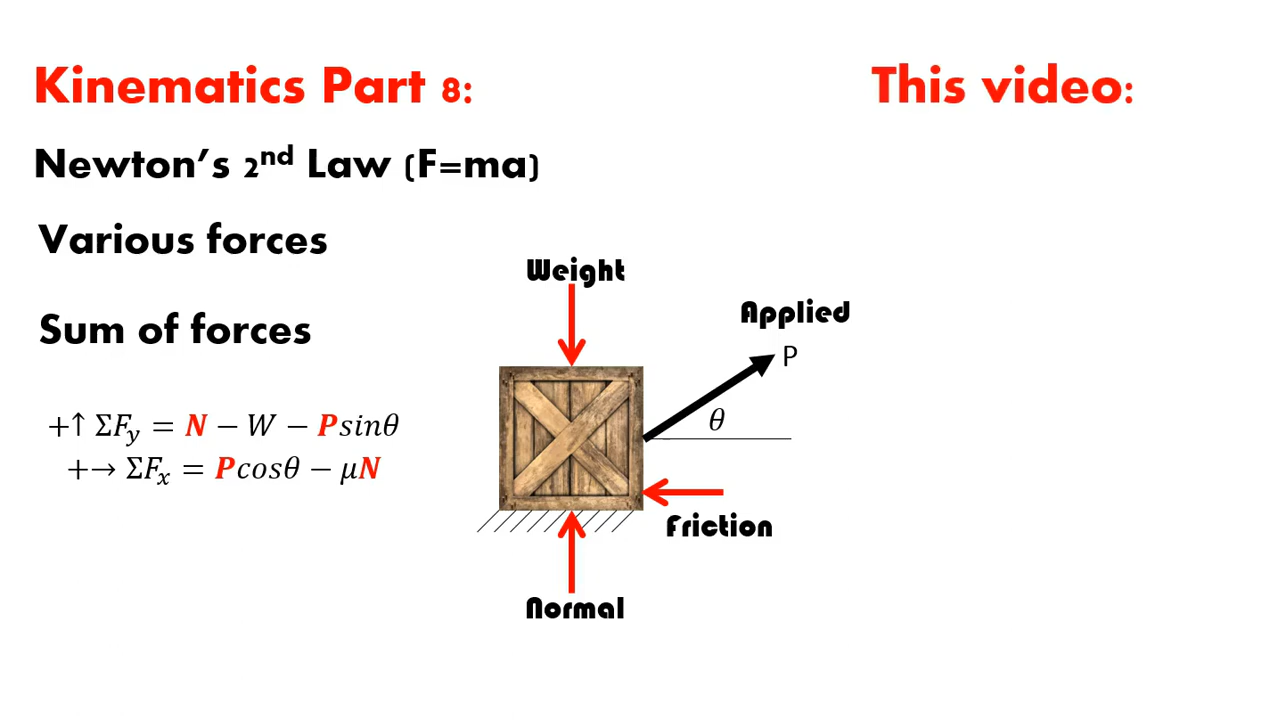 Kinematics Part 8:
This video:
Newton's 2nd Law (F=ma)
Various forces
Sum of forces
Weight
Applied
P
θ
+↑ ΣFy = N − W − Psinθ
+→ ΣFx = Pcosθ − μN
Friction
Normal